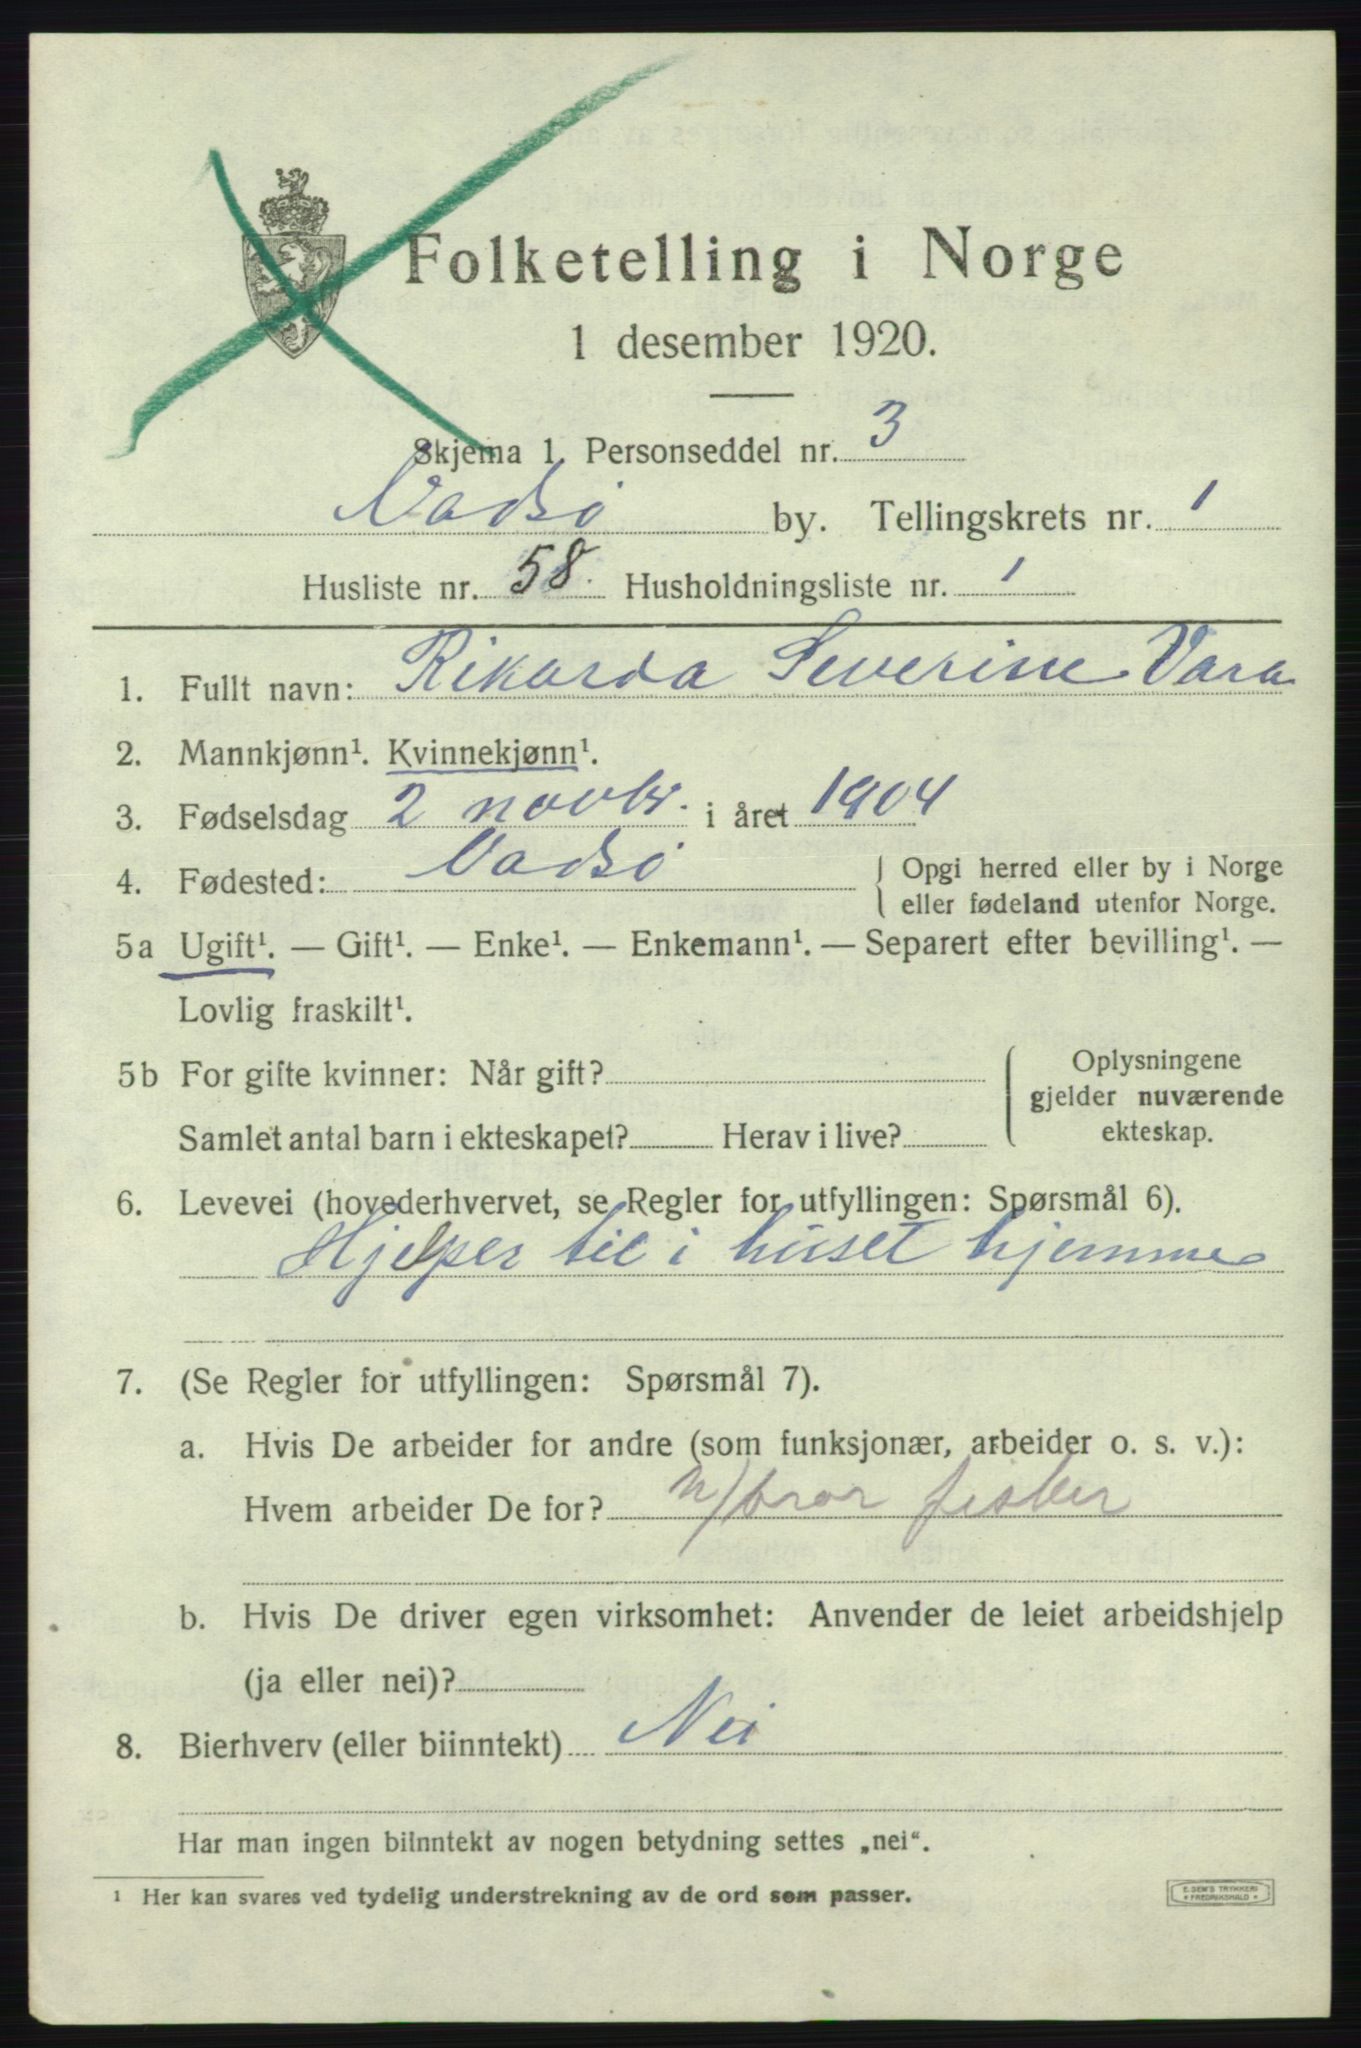 Folketelling i Norge
1 desember 1920.
Skjema 1. Personseddel nr. 3
Vadsø by. Tellingskrets nr. 1
Husliste nr. 58. Husholdningsliste nr. 1
1. Fullt navn: Rikarda Severine Vara
2. Mannkjønn¹. Kvinnekjønn¹.
3. Fødselsdag 2 novbr. i året 1904
4. Fødested: Vadsø { Opgi herred eller by i Norge
eller fødeland utenfor Norge.
5a Ugift¹. — Gift¹. — Enke¹. — Enkemann¹. — Separert efter bevilling¹. —
Lovlig fraskilt¹.
5b For gifte kvinner: Når gift? { Oplysningene
gjelder nuværende
Samlet antal barn i ekteskapet? Herav i live? ekteskap.
6. Levevei (hovederhvervet, se Regler for utfyllingen: Spørsmål 6).
Hjelper til i huset hjemme
7. (Se Regler for utfyllingen: Spørsmål 7).
a. Hvis De arbeider for andre (som funksjonær, arbeider o. s. v.):
Hvem arbeider De for? bror fisker
b. Hvis De driver egen virksomhet: Anvender de leiet arbeidshjelp
(ja eller nei)?
8. Bierhverv (eller biinntekt) Nei
Har man ingen biinntekt av nogen betydning settes „nei“.
¹ Her kan svares ved tydelig understrekning av de ord som passer.
E. SEM'S TRYKKERI
* FREDRIKSHALD *